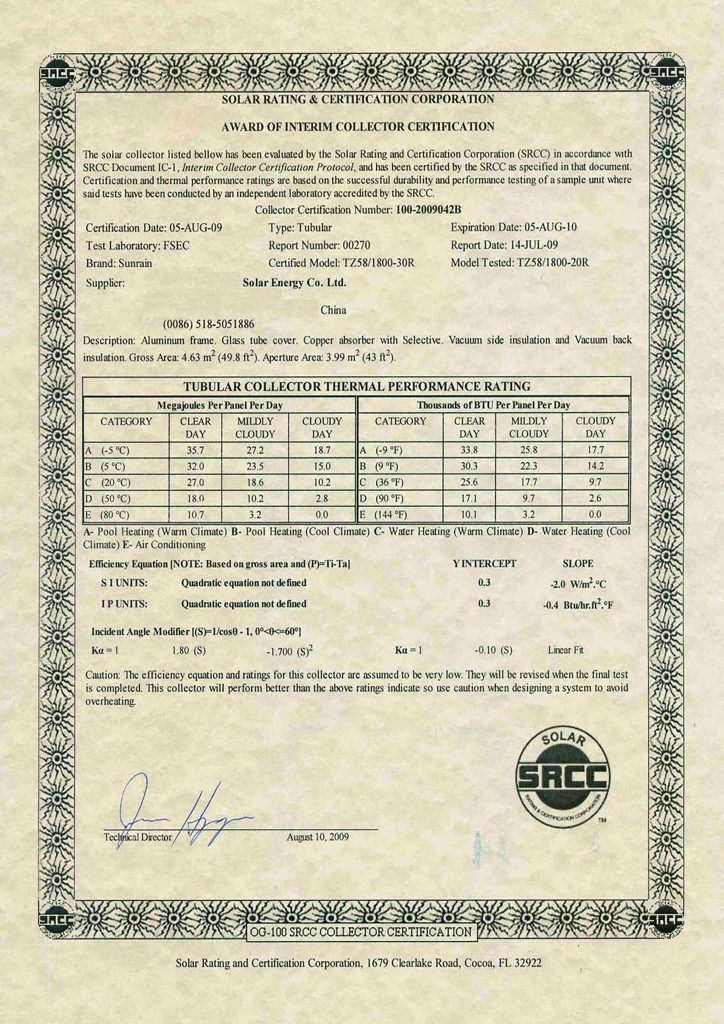 SRCC
SRCC
SOLAR RATING & CERTIFICATION CORPORATION
AWARD OF INTERIM COLLECTOR CERTIFICATION
The solar collector listed bellow has been evaluated by the Solar Rating and Certification Corporation (SRCC) in accordance with
SRCC Document IC-1, Interim Collector Certification Protocol, and has been certified by the SRCC as specified in that document.
Certification and thermal performance ratings are based on the successful durability and performance testing of a sample unit where
said tests have been conducted by an independent laboratory accredited by the SRCC.
Collector Certification Number: 100-2009042B
Certification Date: 05-AUG-09 Type: Tubular Expiration Date: 05-AUG-10
Test Laboratory: FSEC Report Number: 00270 Report Date: 14-JUL-09
Brand: Sunrain Certified Model: TZ58/1800-30R Model Tested: TZ58/1800-20R
Supplier: Solar Energy Co. Ltd.
China
(0086) 518-5051886
Description: Aluminum frame. Glass tube cover. Copper absorber with Selective. Vacuum side insulation and Vacuum back
insulation. Gross Area: 4.63 m² (49.8 ft²). Aperture Area: 3.99 m² (43 ft²).
TUBULAR COLLECTOR THERMAL PERFORMANCE RATING
Megajoules Per Panel Per Day Thousands of BTU Per Panel Per Day
CATEGORY CLEAR MILDLY CLOUDY CATEGORY CLEAR MILDLY CLOUDY
DAY CLOUDY DAY DAY CLOUDY DAY
A (-5 ºC) 35.7 27.2 18.7 A (-9 ºF) 33.8 25.8 17.7
B (5 ºC) 32.0 23.5 15.0 B (9 ºF) 30.3 22.3 14.2
C (20 ºC) 27.0 18.6 10.2 C (36 ºF) 25.6 17.7 9.7
D (50 ºC) 18.0 10.2 2.8 D (90 ºF) 17.1 9.7 2.6
E (80 ºC) 10.7 3.2 0.0 E (144 ºF) 10.1 3.2 0.0
A- Pool Heating (Warm Climate) B- Pool Heating (Cool Climate) C- Water Heating (Warm Climate) D- Water Heating (Cool
Climate) E- Air Conditioning
Efficiency Equation [NOTE: Based on gross area and (P)=Ti-Ta] Y INTERCEPT SLOPE
S I UNITS: Quadratic equation not defined 0.3 -2.0 W/m².ºC
I P UNITS: Quadratic equation not defined 0.3 -0.4 Btu/hr.ft².ºF
Incident Angle Modifier [(S)=1/cosθ - 1, 0º<θ<=60º]
Kα = 1 1.80 (S) -1.700 (S)² Kα = 1 -0.10 (S) Linear Fit
Caution: The efficiency equation and ratings for this collector are assumed to be very low. They will be revised when the final test
is completed. This collector will perform better than the above ratings indicate so use caution when designing a system to avoid
overheating.
SOLAR
SRCC
RATING & CERTIFICATION CORPORATION
TM
Technical Director August 10, 2009
SRCC
SRCC
OG-100 SRCC COLLECTOR CERTIFICATION
Solar Rating and Certification Corporation, 1679 Clearlake Road, Cocoa, FL 32922